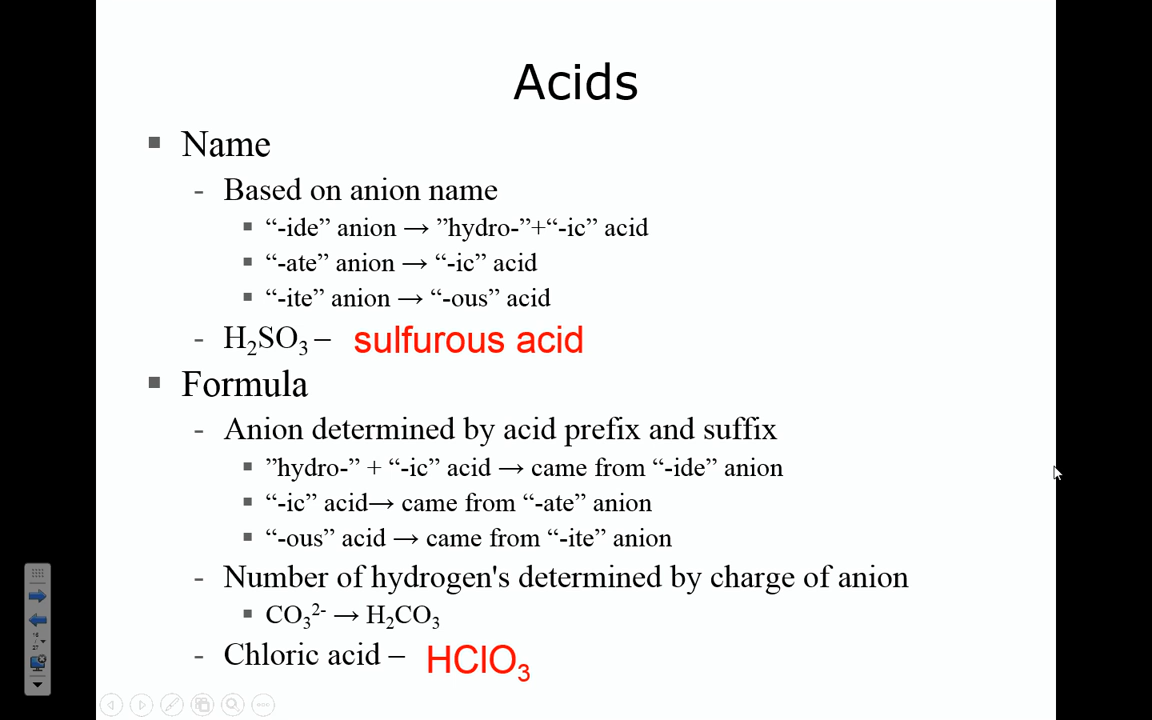 Acids
▪ Name
- Based on anion name
▪ “-ide” anion → ”hydro-”+“-ic” acid
▪ “-ate” anion → “-ic” acid
▪ “-ite” anion → “-ous” acid
- H₂SO₃ – sulfurous acid
▪ Formula
- Anion determined by acid prefix and suffix
▪ ”hydro-” + “-ic” acid → came from “-ide” anion
▪ “-ic” acid→ came from “-ate” anion
▪ “-ous” acid → came from “-ite” anion
- Number of hydrogen's determined by charge of anion
▪ CO₃²⁻ → H₂CO₃
- Chloric acid – HClO₃